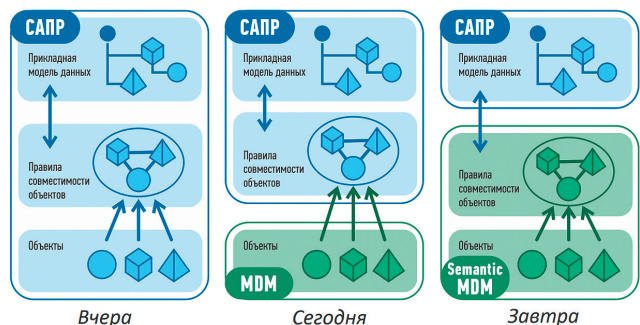 САПР
Прикладная
модель данных
Правила
совместимости
объектов
Объекты
Вчера
САПР
Прикладная
модель данных
Правила
совместимости
объектов
Объекты
MDM
Сегодня
САПР
Прикладная
модель данных
Правила
совместимости
объектов
Объекты
Semantic
MDM
Завтра